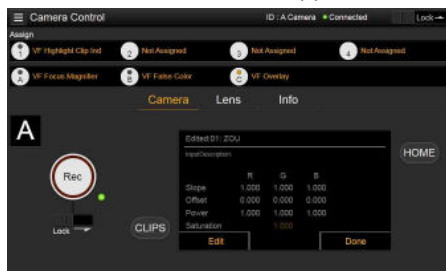 Camera Control
ID : A Camera
Connected
Lock
Assign
1 VF Highlight Clip Ind
2 Not Assigned
3 Not Assigned
4 Not Assigned
A VF Focus Magnifier
B VF False Color
C VF Overlay
Camera Lens Info
A
Edited 01: ZOU
InputDescription
HOME
R G B
Rec
Slope 1.000 1.000 1.000
Offset 0.000 0.000 0.000
Power 1.000 1.000 1.000
Saturation 1.000
Lock
CLIPS
Edit Done